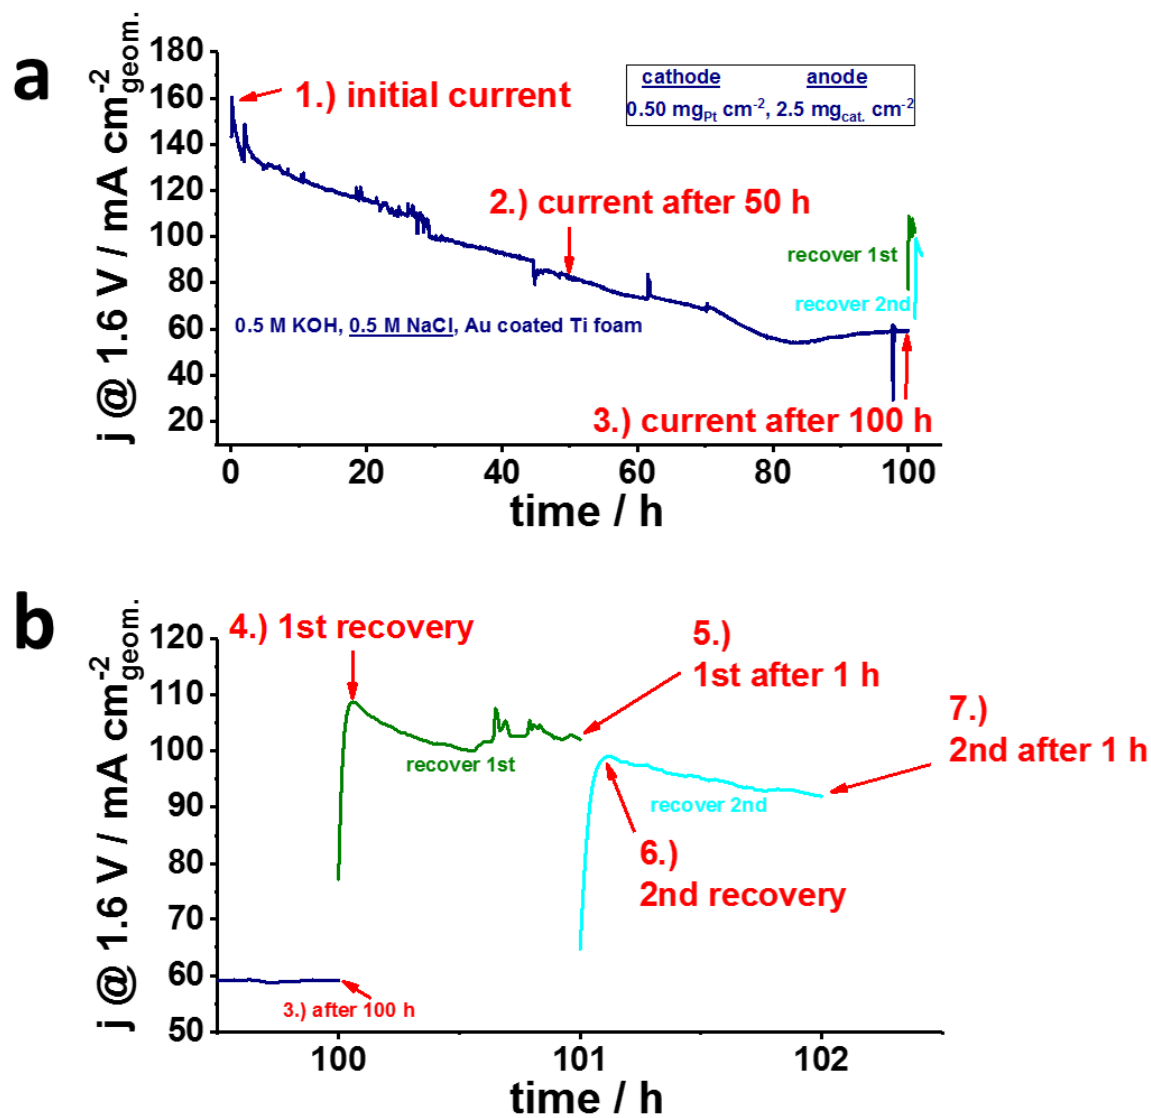 a
j @ 1.6 V / mA cm⁻²geom.
180
160
140
120
100
80
60
40
20
1.) initial current
cathode anode
0.50 mgPt cm⁻², 2.5 mgcat. cm⁻²
2.) current after 50 h
recover 1st
recover 2nd
0.5 M KOH, 0.5 M NaCl, Au coated Ti foam
3.) current after 100 h
0 20 40 60 80 100
time / h
b
j @ 1.6 V / mA cm⁻²geom.
120
110
100
90
80
70
60
50
4.) 1st recovery
5.)
1st after 1 h
7.)
2nd after 1 h
recover 1st
recover 2nd
6.)
2nd recovery
3.) after 100 h
100 101 102
time / h